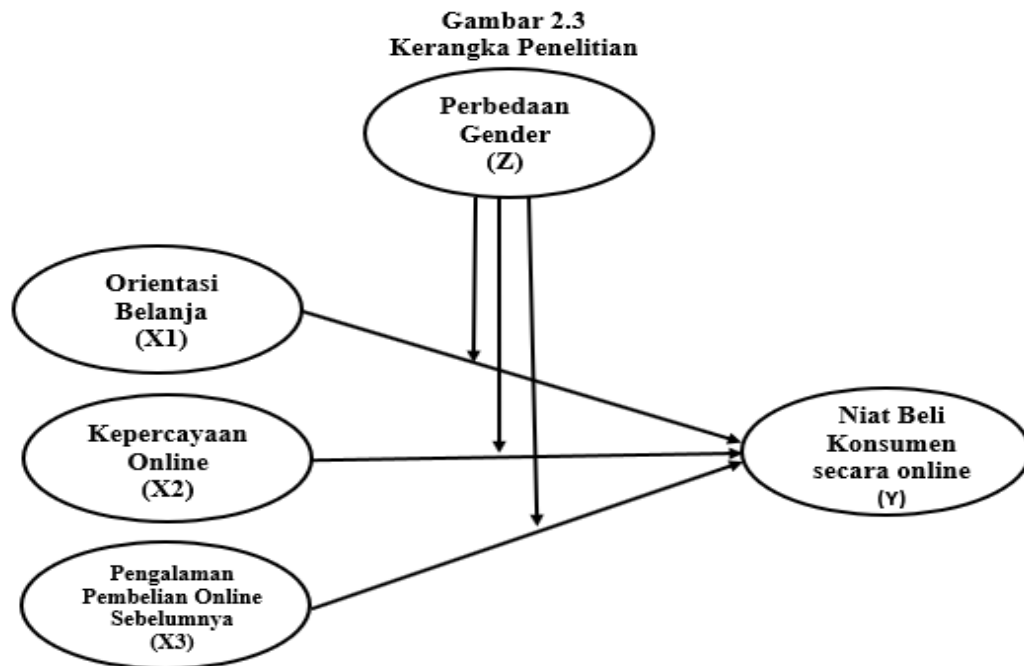 Gambar 2.3
Kerangka Penelitian
Perbedaan
Gender
(Z)
Orientasi
Belanja
(X1)
Kepercayaan
Online
(X2)
Pengalaman
Pembelian Online
Sebelumnya
(X3)
Niat Beli
Konsumen
secara online
(Y)